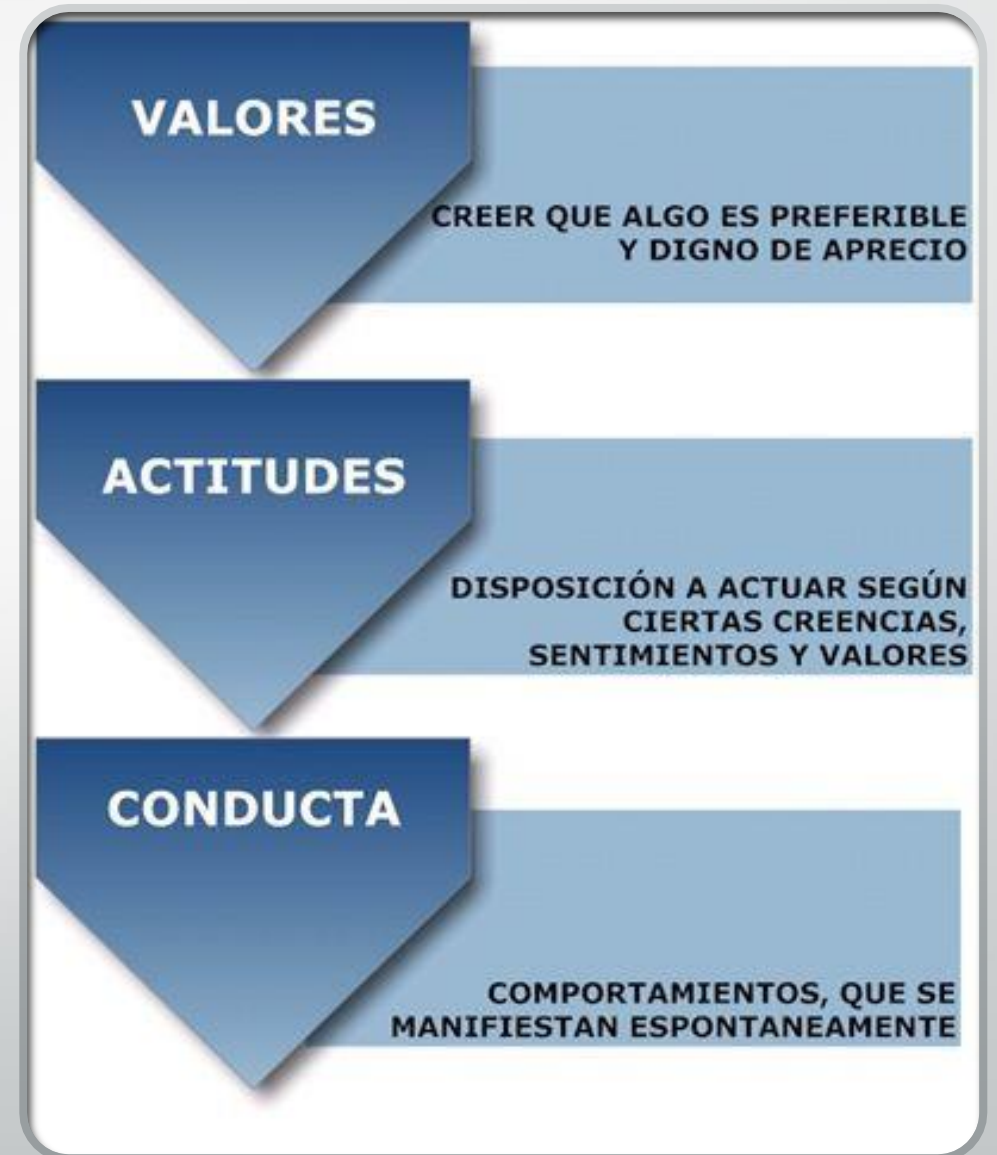 VALORES
CREER QUE ALGO ES PREFERIBLE
Y DIGNO DE APRECIO
ACTITUDES
DISPOSICIÓN A ACTUAR SEGÚN
CIERTAS CREENCIAS,
SENTIMIENTOS Y VALORES
CONDUCTA
COMPORTAMIENTOS, QUE SE
MANIFIESTAN ESPONTANEAMENTE